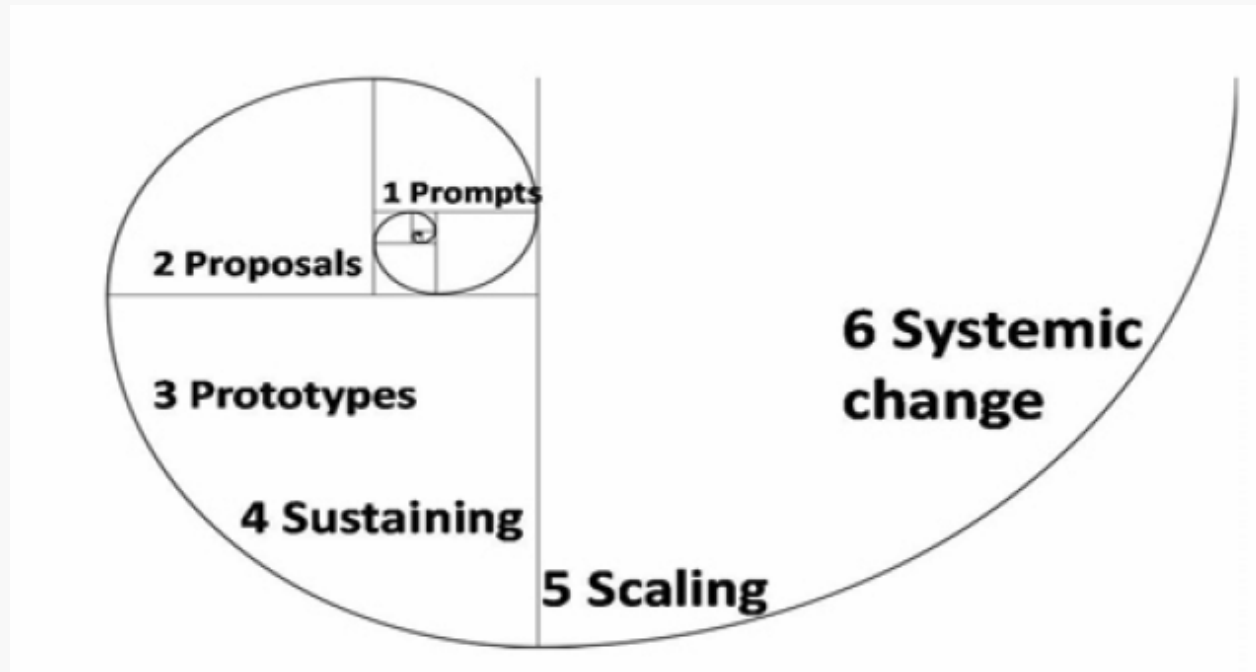 1 Prompts
2 Proposals
3 Prototypes
4 Sustaining
5 Scaling
6 Systemic
change